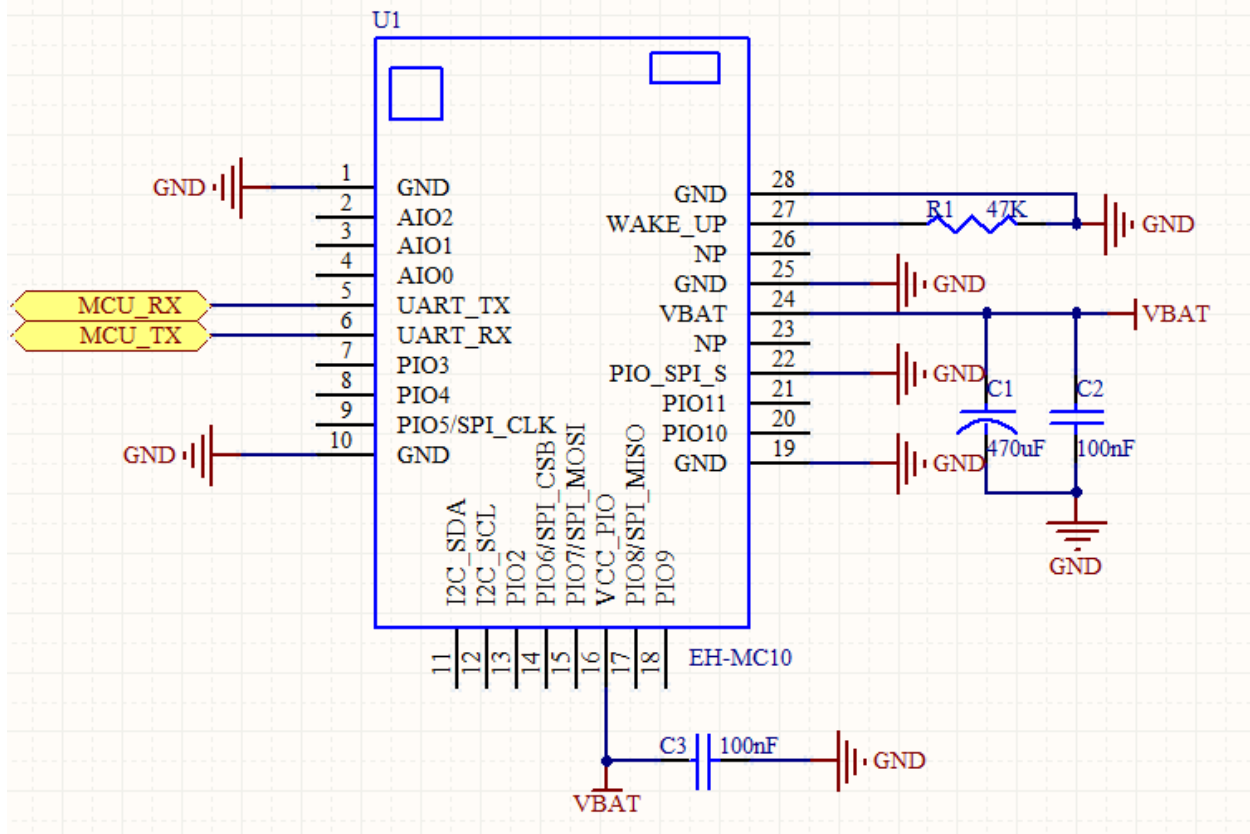 U1
GND
1 GND
2 AIO2
3 AIO1
4 AIO0
MCU_RX 5 UART_TX
MCU_TX 6 UART_RX
7 PIO3
8 PIO4
9 PIO5/SPI_CLK
GND 10 GND
GND 28
WAKE_UP 27 R1 47K GND
NP 26
GND 25 GND
VBAT 24 VBAT
NP 23
PIO_SPI_S 22 GND
PIO11 21
PIO10 20
GND 19 GND
C1
470uF
C2
100nF
GND
I2C_SDA 11
I2C_SCL 12
PIO2 13
PIO6/SPI_CSB 14
PIO7/SPI_MOSI 15
VCC_PIO 16
PIO8/SPI_MISO 17
PIO9 18
EH-MC10
C3 100nF GND
VBAT